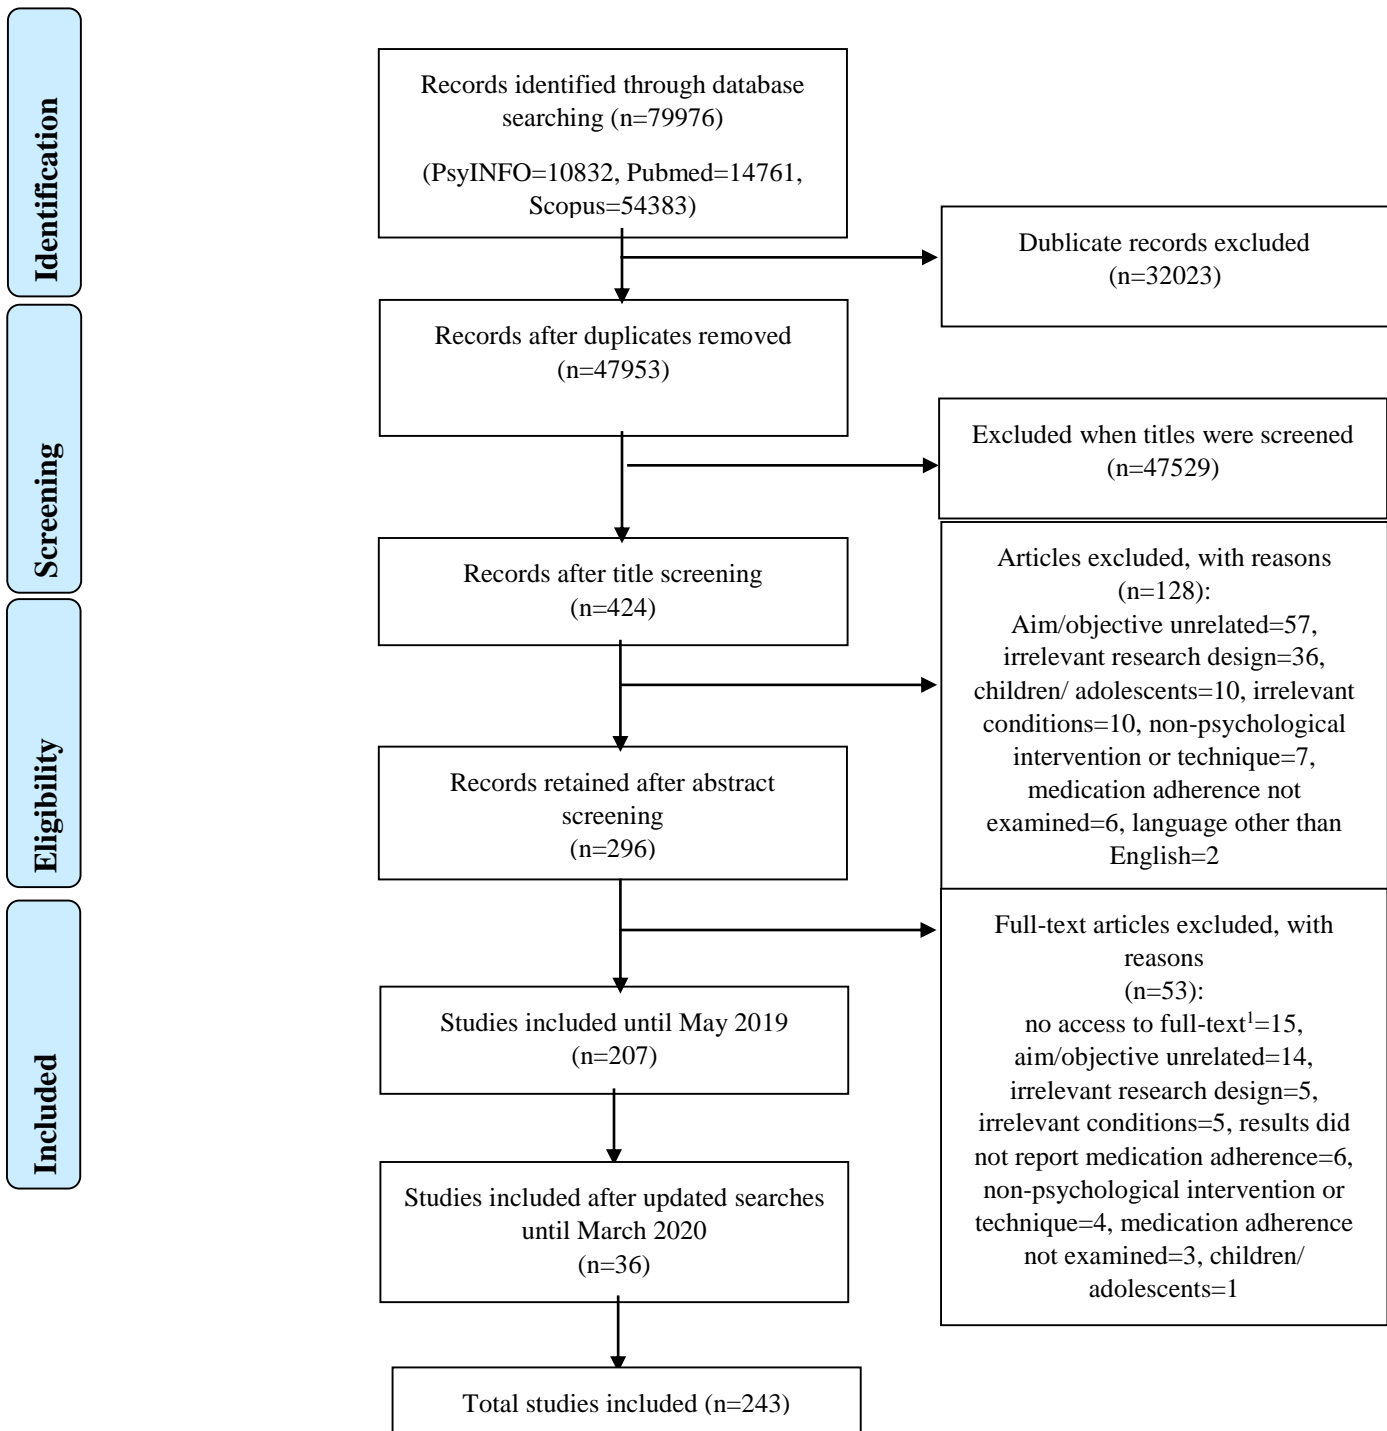 Identification
Records identified through database
searching (n=79976)
(PsyINFO=10832, Pubmed=14761,
Scopus=54383)
Dublicate records excluded
(n=32023)
Screening
Records after duplicates removed
(n=47953)
Excluded when titles were screened
(n=47529)
Records after title screening
(n=424)
Articles excluded, with reasons
(n=128):
Aim/objective unrelated=57,
irrelevant research design=36,
children/ adolescents=10, irrelevant
conditions=10, non-psychological
intervention or technique=7,
medication adherence not
examined=6, language other than
English=2
Eligibility
Records retained after abstract
screening
(n=296)
Full-text articles excluded, with
reasons
(n=53):
no access to full-text¹=15,
aim/objective unrelated=14,
irrelevant research design=5,
irrelevant conditions=5, results did
not report medication adherence=6,
non-psychological intervention or
technique=4, medication adherence
not examined=3, children/
adolescents=1
Included
Studies included until May 2019
(n=207)
Studies included after updated searches
until March 2020
(n=36)
Total studies included (n=243)